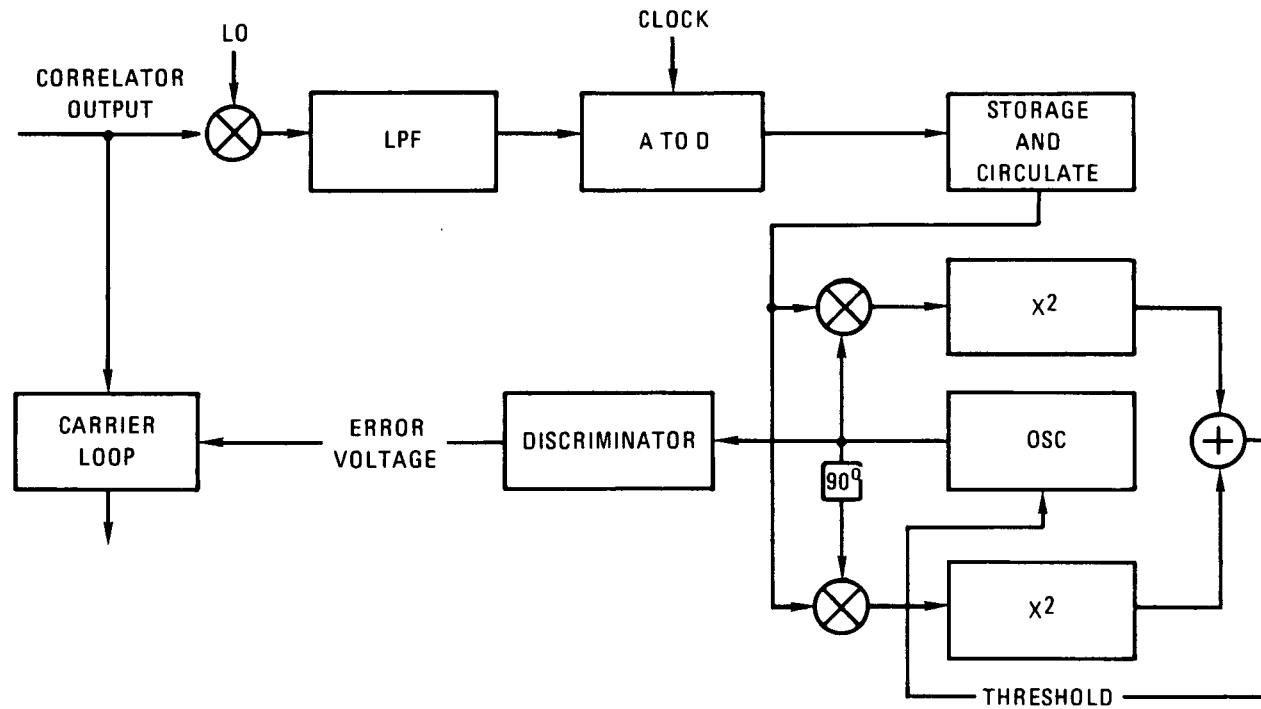 CLOCK
LO
CORRELATOR
OUTPUT
LPF
A TO D
STORAGE
AND
CIRCULATE
X²
CARRIER
LOOP
ERROR
VOLTAGE
DISCRIMINATOR
OSC
90°
X²
THRESHOLD